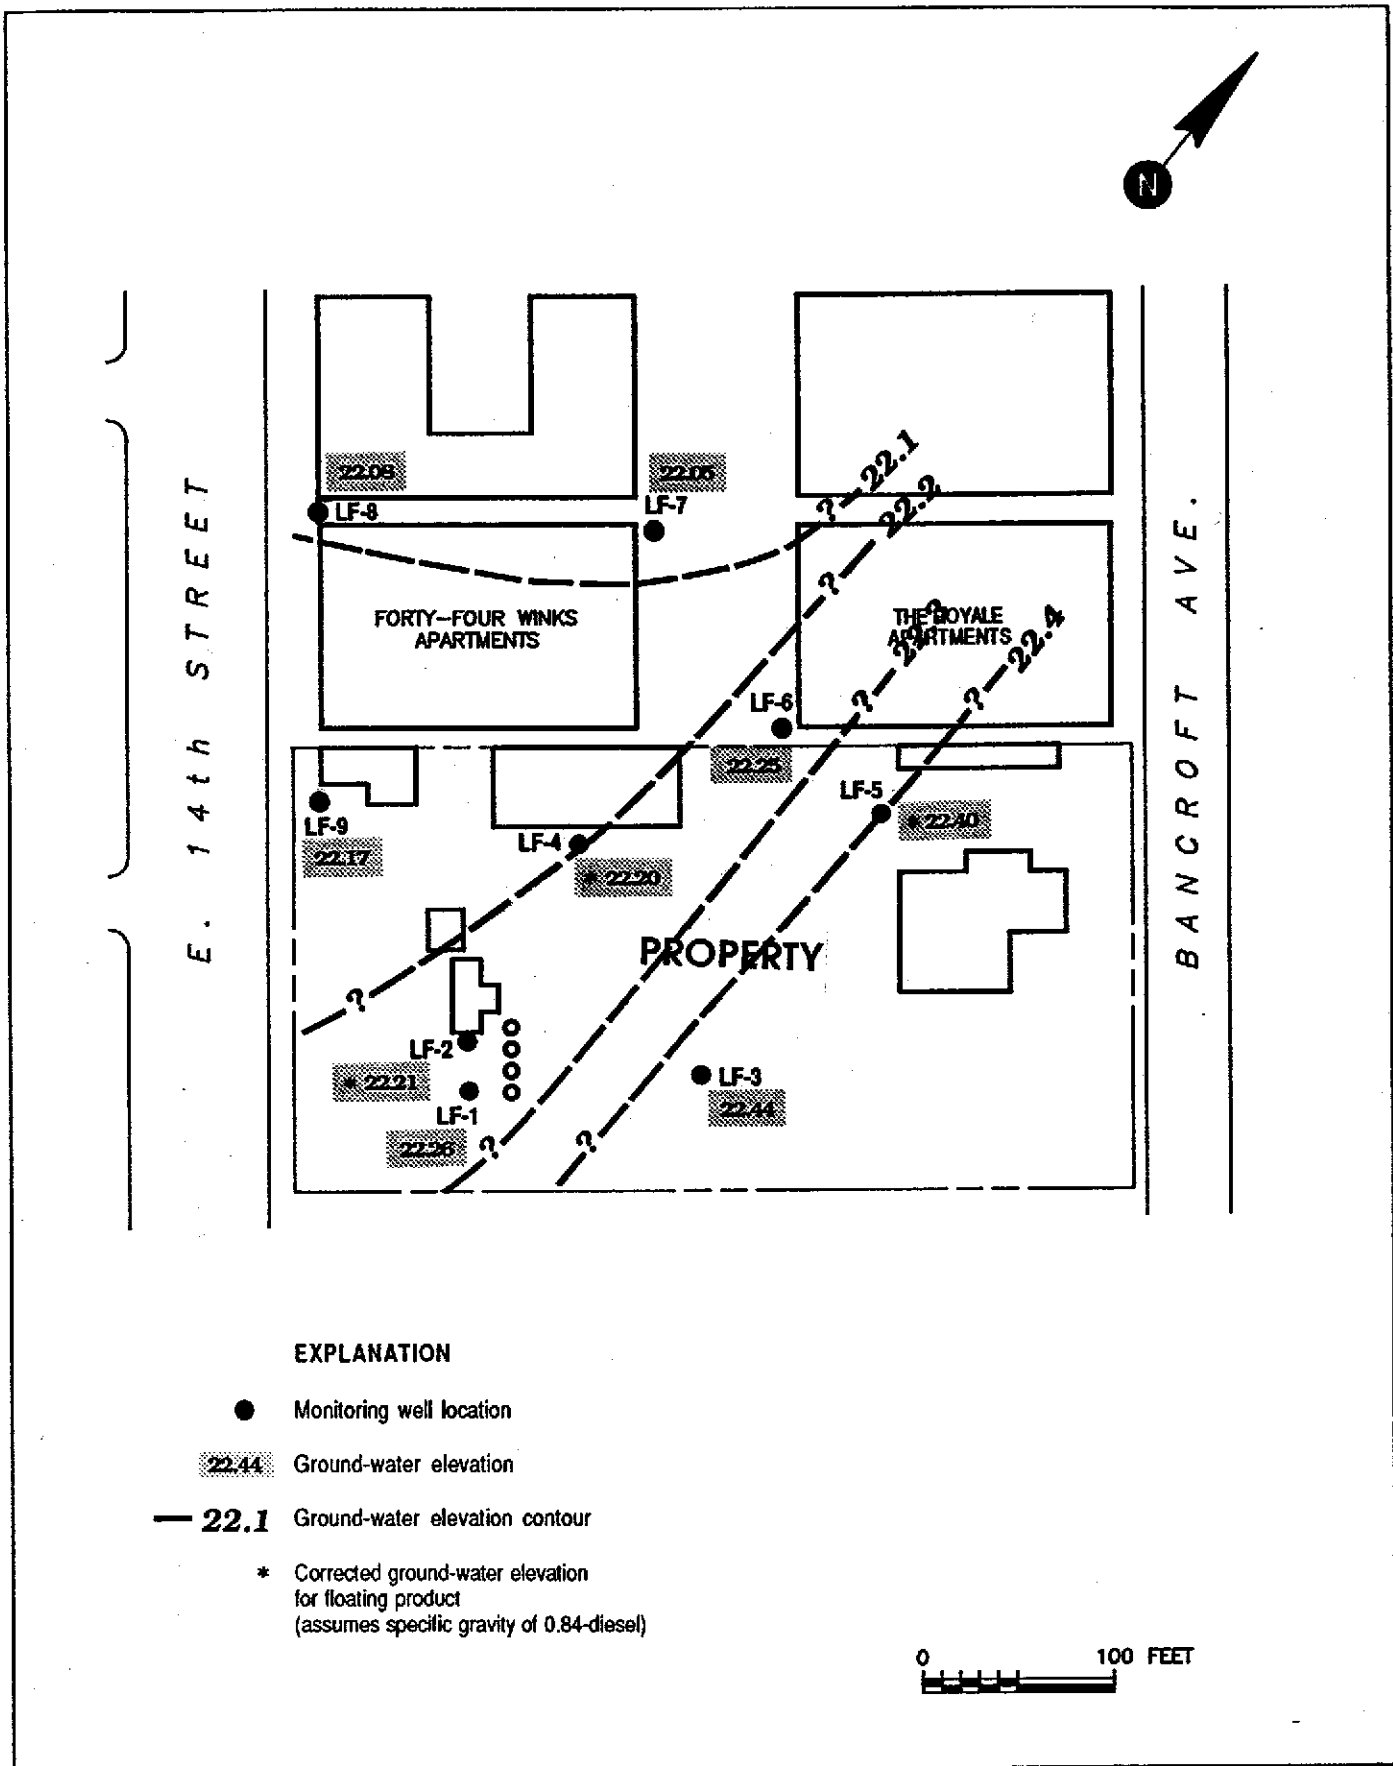 N
22.08
22.05
LF-8
LF-7
22.1
22.2
E. 14th STREET
BANCROFT AVE.
FORTY-FOUR WINKS
APARTMENTS
THE ROYALE
APARTMENTS
22.3
22.4
?
?
?
?
LF-6
22.25
LF-5
* 22.40
LF-9
22.17
LF-4
* 22.20
PROPERTY
?
LF-2
* 22.21
LF-1
22.26
LF-3
22.44
?
?
EXPLANATION
Monitoring well location
22.44 Ground-water elevation
22.1 Ground-water elevation contour
* Corrected ground-water elevation
for floating product
(assumes specific gravity of 0.84-diesel)
0 100 FEET